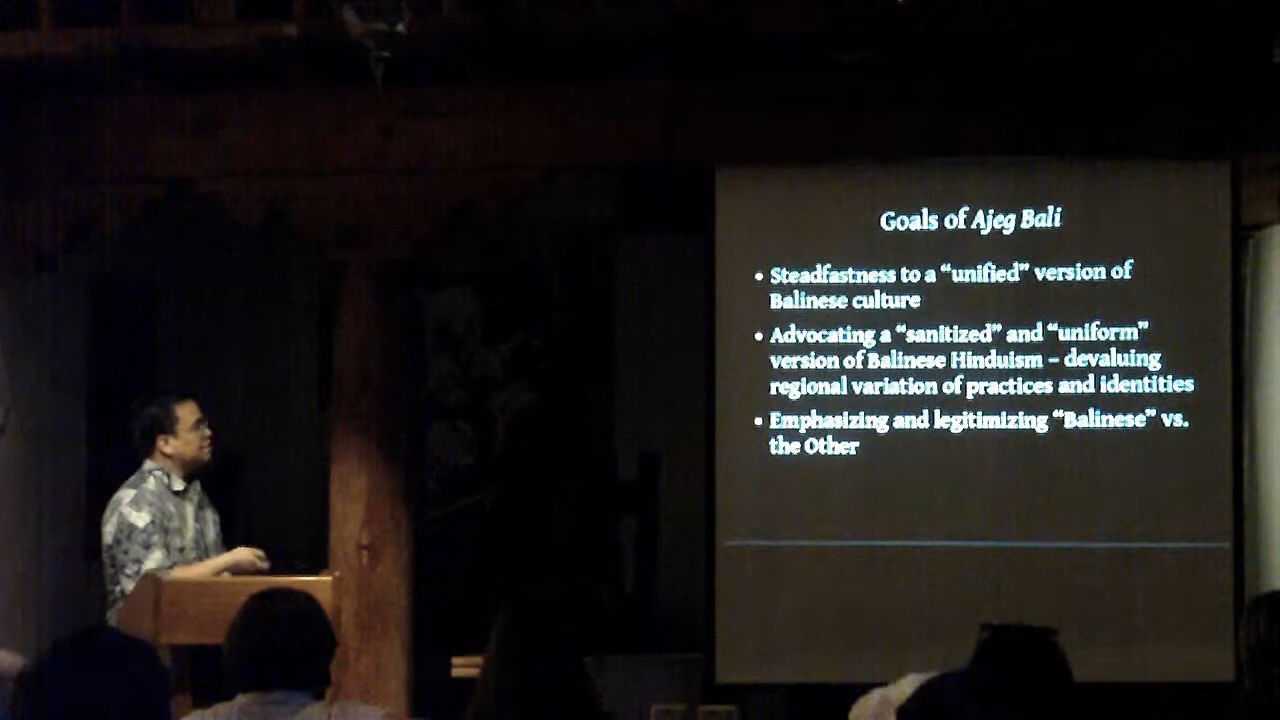 Goals of Ajeg Bali
• Steadfastness to a “unified” version of
Balinese culture
• Advocating a “sanitized” and “uniform”
version of Balinese Hinduism – devaluing
regional variation of practices and identities
• Emphasizing and legitimizing “Balinese” vs.
the Other